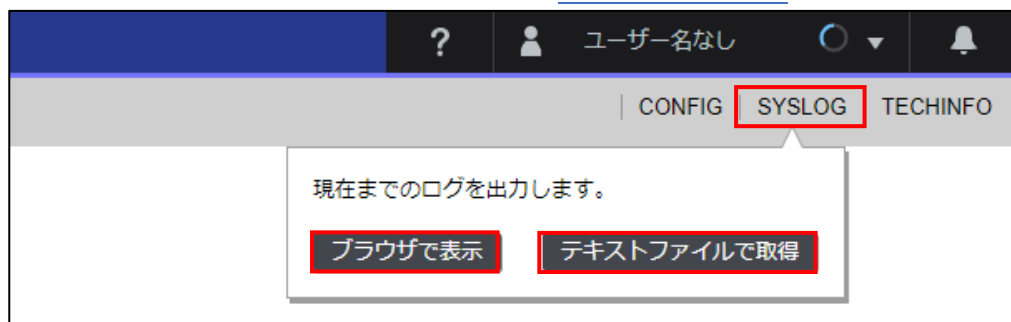 ? ユーザー名なし
CONFIG | SYSLOG TECHINFO
現在までのログを出力します。
ブラウザで表示 テキストファイルで取得